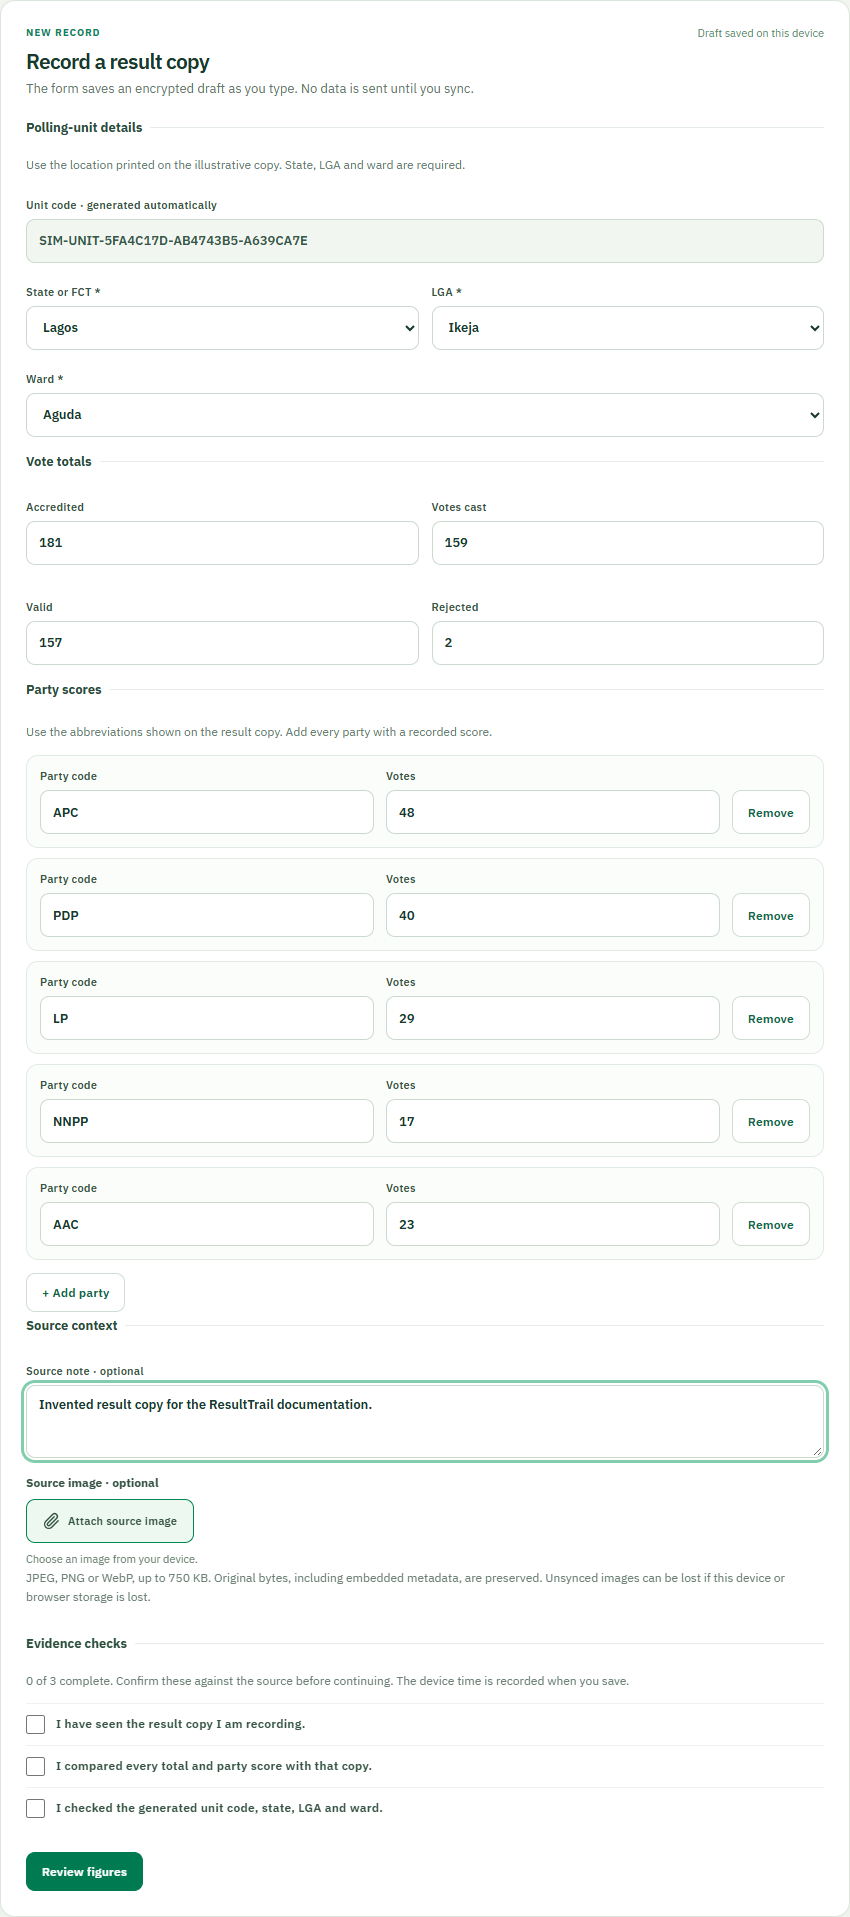 NEW RECORD
Draft saved on this device
Record a result copy
The form saves an encrypted draft as you type. No data is sent until you sync.
Polling-unit details
Use the location printed on the illustrative copy. State, LGA and ward are required.
Unit code · generated automatically
SIM-UNIT-5FA4C17D-AB4743B5-A639CA7E
State or FCT *
LGA *
Lagos
Ikeja
Ward *
Aguda
Vote totals
Accredited
Votes cast
181
159
Valid
Rejected
157
2
Party scores
Use the abbreviations shown on the result copy. Add every party with a recorded score.
Party code
Votes
APC
48
Remove
Party code
Votes
PDP
40
Remove
Party code
Votes
LP
29
Remove
Party code
Votes
NNPP
17
Remove
Party code
Votes
AAC
23
Remove
+ Add party
Source context
Source note · optional
Invented result copy for the ResultTrail documentation.
Source image · optional
Attach source image
Choose an image from your device.
JPEG, PNG or WebP, up to 750 KB. Original bytes, including embedded metadata, are preserved. Unsynced images can be lost if this device or
browser storage is lost.
Evidence checks
0 of 3 complete. Confirm these against the source before continuing. The device time is recorded when you save.
I have seen the result copy I am recording.
I compared every total and party score with that copy.
I checked the generated unit code, state, LGA and ward.
Review figures